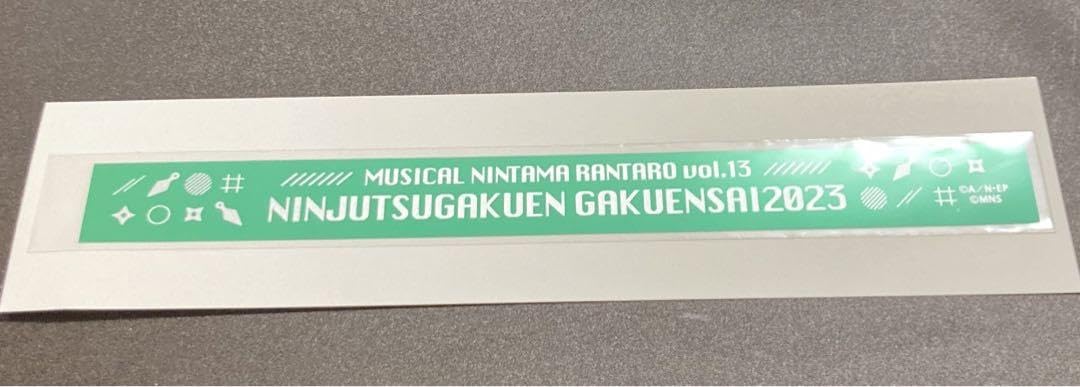 MUSICAL NINTAMA RANTARO vol.13
NINJUTSUGAKUEN GAKUENSAI2023
©A/N・EP
©MNS